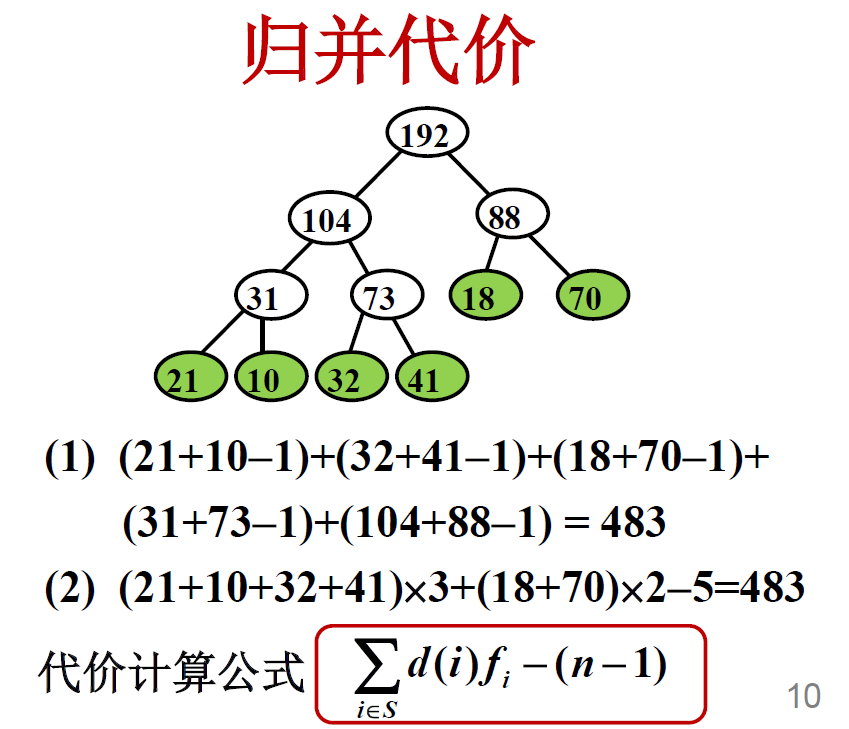 归并代价
192
104 88
31 73 18 70
21 10 32 41
(1) (21+10–1)+(32+41–1)+(18+70–1)+
(31+73–1)+(104+88–1) = 483
(2) (21+10+32+41)×3+(18+70)×2–5=483
代价计算公式 ∑_{i∈S} d(i)f_i −(n−1)
10